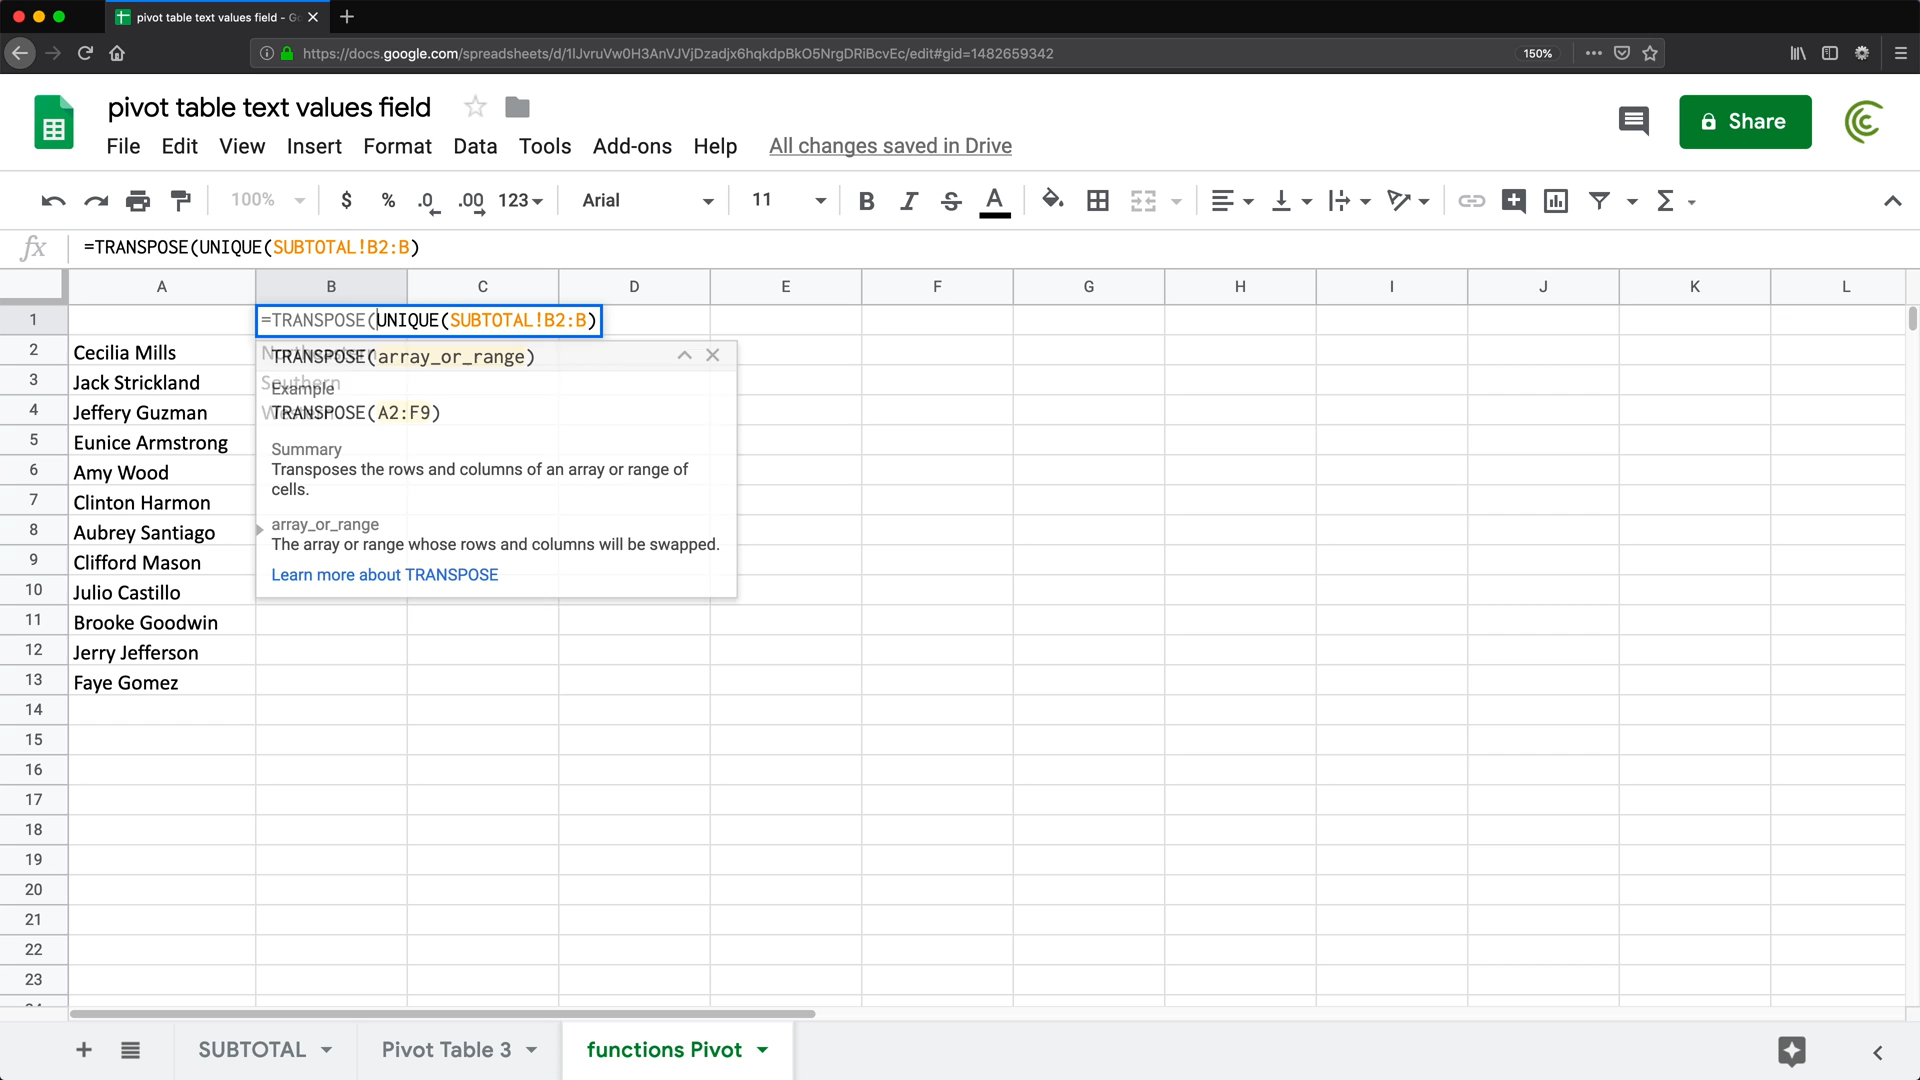 pivot table text values field - Go
https://docs.google.com/spreadsheets/d/1lJvruVw0H3AnVJVjDzadjx6hqkdpBkO5NrgDRiBcvEc/edit#gid=1482659342
150%
pivot table text values field
File Edit View Insert Format Data Tools Add-ons Help All changes saved in Drive
Share
100% $ % .0 .00 123 Arial 11 B I S A
fx =TRANSPOSE(UNIQUE(SUBTOTAL!B2:B)
A B C D E F G H I J K L
1 =TRANSPOSE(UNIQUE(SUBTOTAL!B2:B)
2 Cecilia Mills
TRANSPOSE(array_or_range)
3 Jack Strickland Southern
Example
4 Jeffery Guzman
TRANSPOSE(A2:F9)
5 Eunice Armstrong
Summary
6 Amy Wood
Transposes the rows and columns of an array or range of
cells.
7 Clinton Harmon
8 Aubrey Santiago
array_or_range
The array or range whose rows and columns will be swapped.
9 Clifford Mason
Learn more about TRANSPOSE
10 Julio Castillo
11 Brooke Goodwin
12 Jerry Jefferson
13 Faye Gomez
14
15
16
17
18
19
20
21
22
23
SUBTOTAL Pivot Table 3 functions Pivot